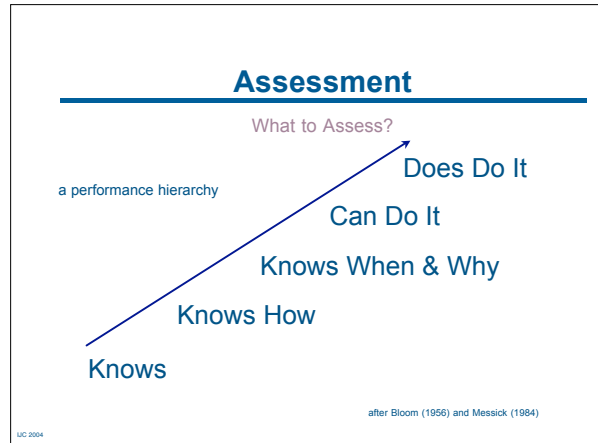 Assessment
What to Assess?
Does Do It
a performance hierarchy
Can Do It
Knows When & Why
Knows How
Knows
after Bloom (1956) and Messick (1984)
IJC 2004